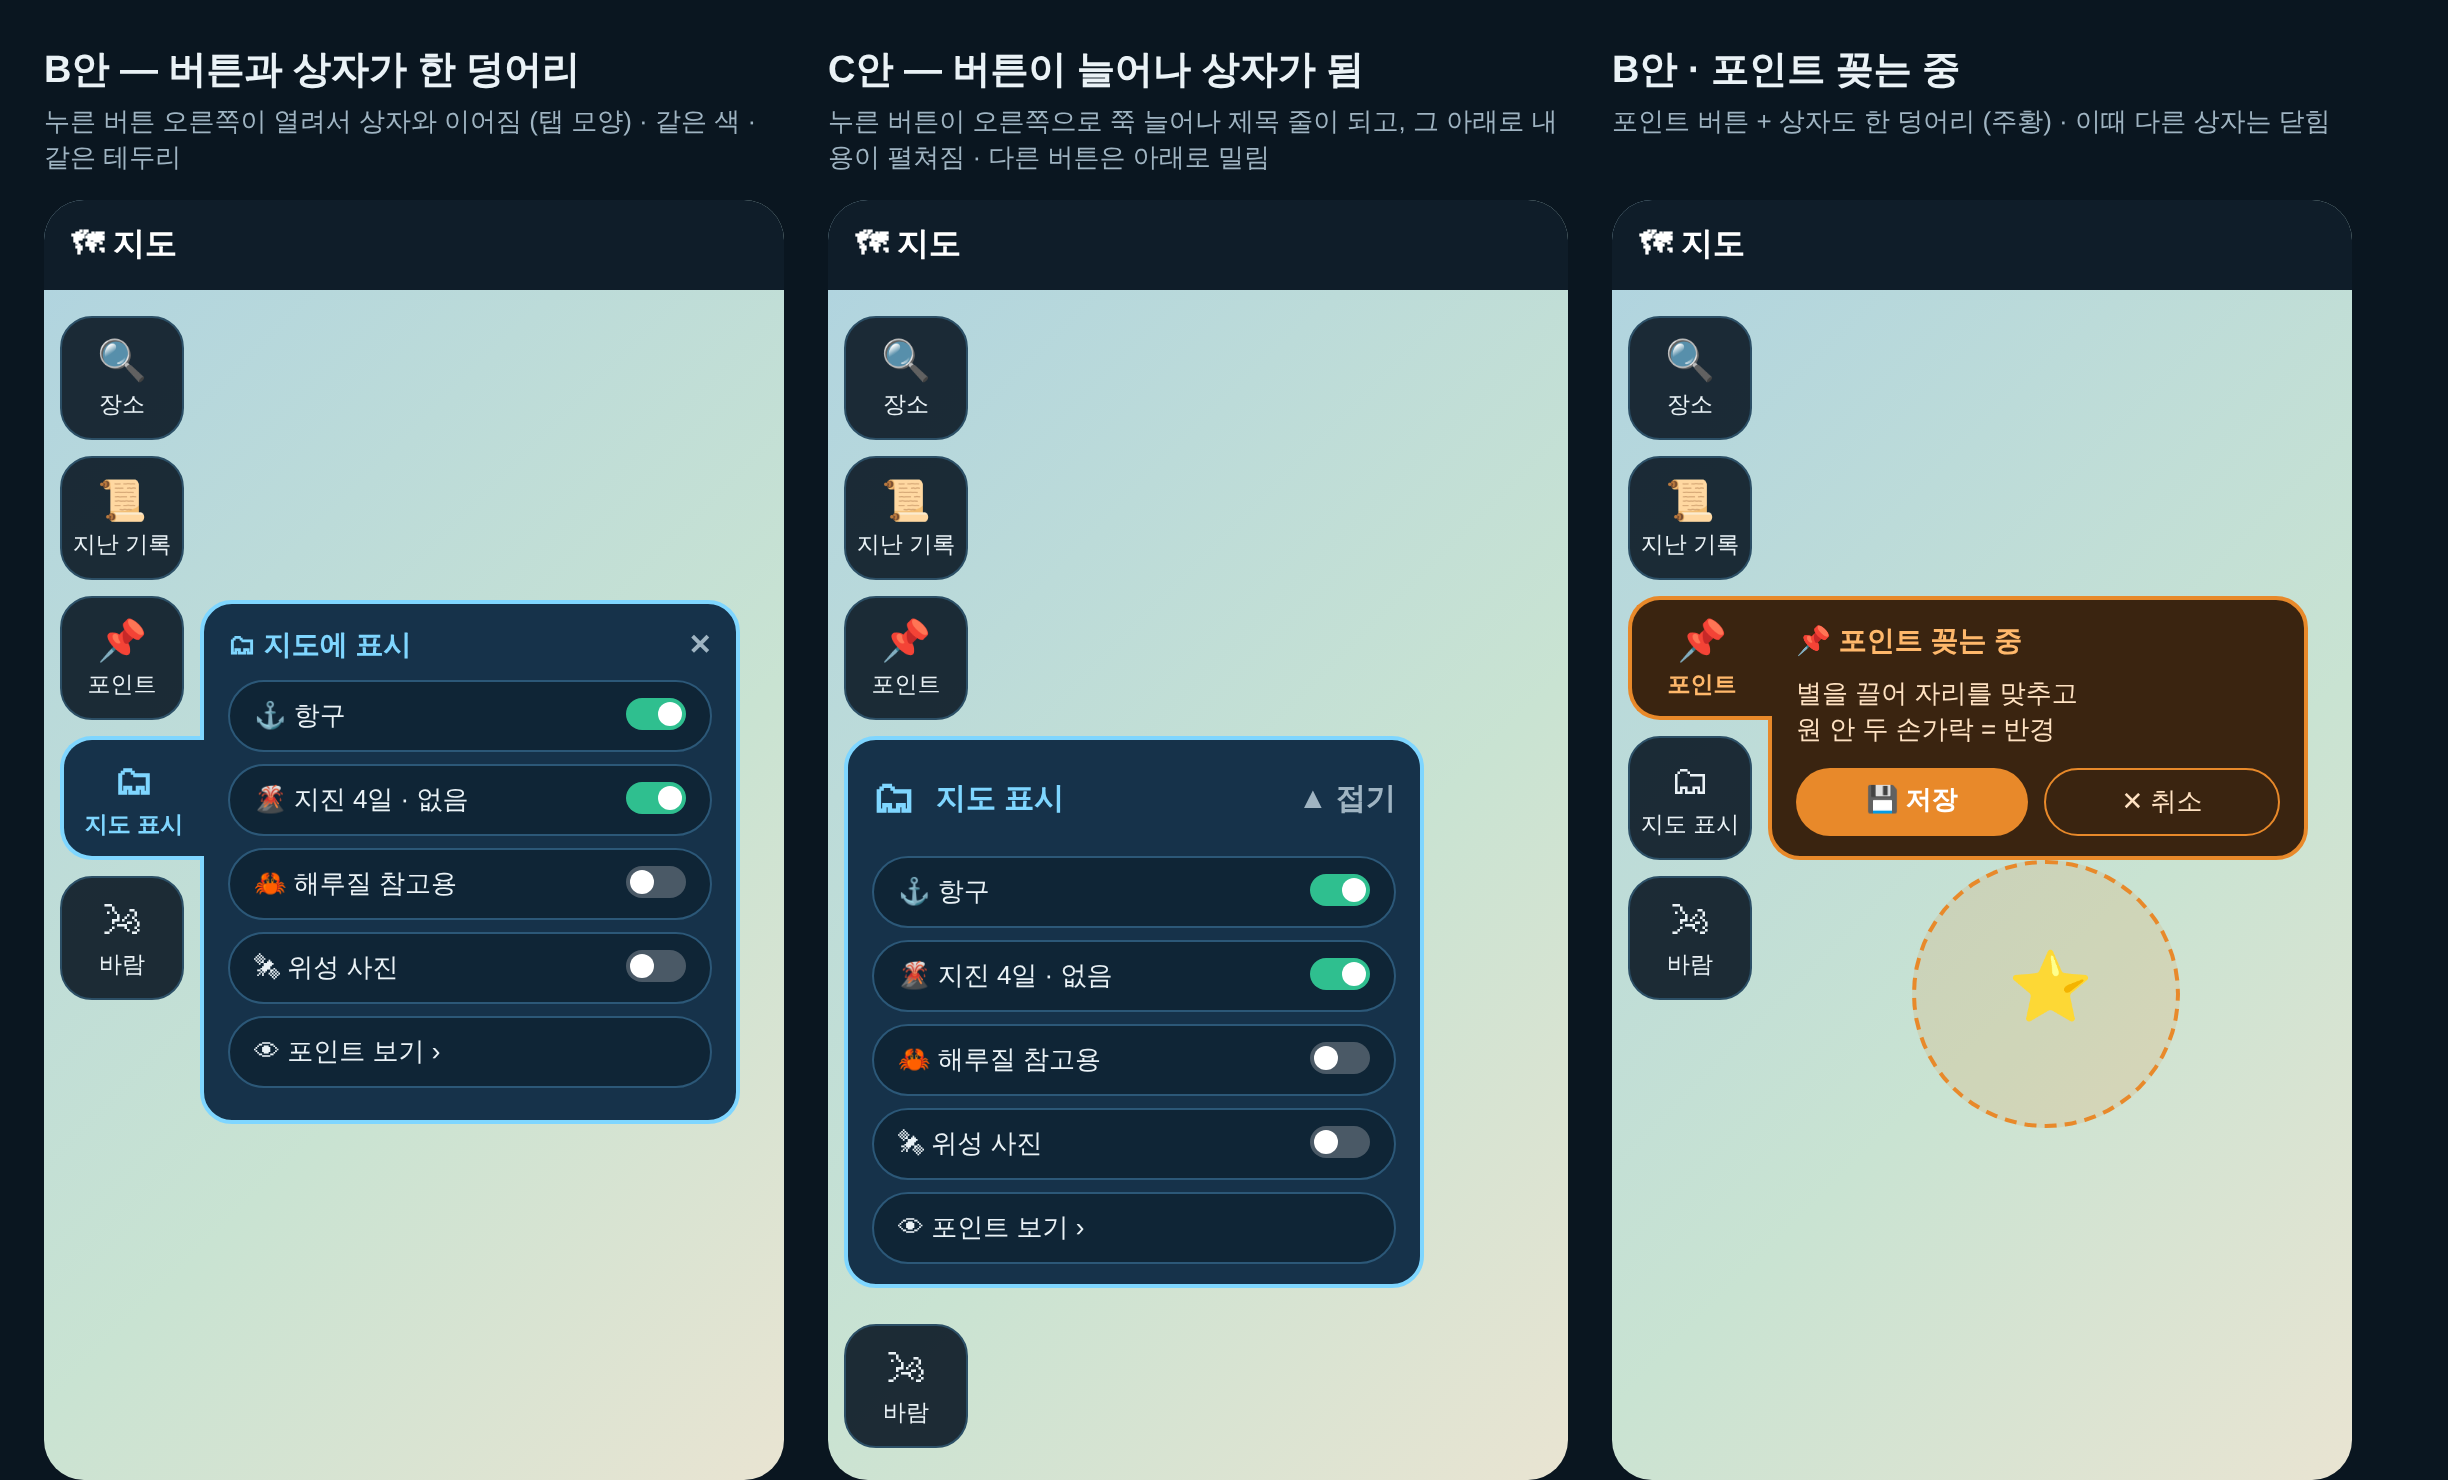 B안 — 버튼과 상자가 한 덩어리
누른 버튼 오른쪽이 열려서 상자와 이어짐 (탭 모양) · 같은 색 ·
같은 테두리
지도
장소
지난 기록
포인트
지도 표시
바람
지도에 표시 ✕
항구
지진 4일 · 없음
해루질 참고용
위성 사진
포인트 보기 ›
C안 — 버튼이 늘어나 상자가 됨
누른 버튼이 오른쪽으로 쭉 늘어나 제목 줄이 되고, 그 아래로 내
용이 펼쳐짐 · 다른 버튼은 아래로 밀림
지도
장소
지난 기록
포인트
지도 표시 ▲ 접기
항구
지진 4일 · 없음
해루질 참고용
위성 사진
포인트 보기 ›
바람
B안 · 포인트 꽂는 중
포인트 버튼 + 상자도 한 덩어리 (주황) · 이때 다른 상자는 닫힘
지도
장소
지난 기록
포인트
지도 표시
바람
포인트 꽂는 중
별을 끌어 자리를 맞추고
원 안 두 손가락 = 반경
저장
✕ 취소